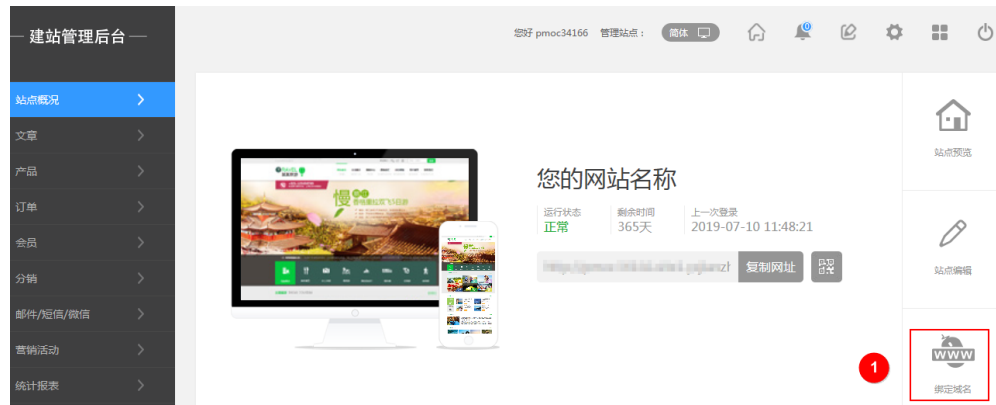 — 建站管理后台 —
您好 pmoc34166 管理站点： 简体
0
站点概况
文章
产品
订单
会员
分销
邮件/短信/微信
营销活动
统计报表
慢
您的网站名称
运行状态 剩余时间 上一次登录
正常 365天 2019-07-10 11:48:21
复制网址
站点预览
站点编辑
1
WWW
绑定域名